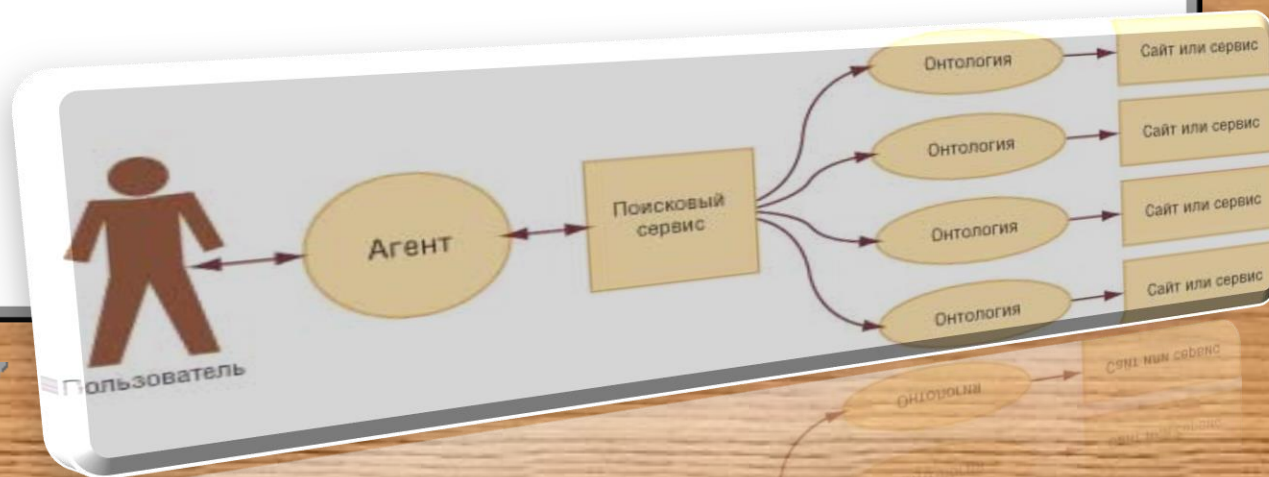 Пользователь
Агент
Поисковый
сервис
Онтология
Сайт или сервис
Онтология
Сайт или сервис
Онтология
Сайт или сервис
Онтология
Сайт или сервис